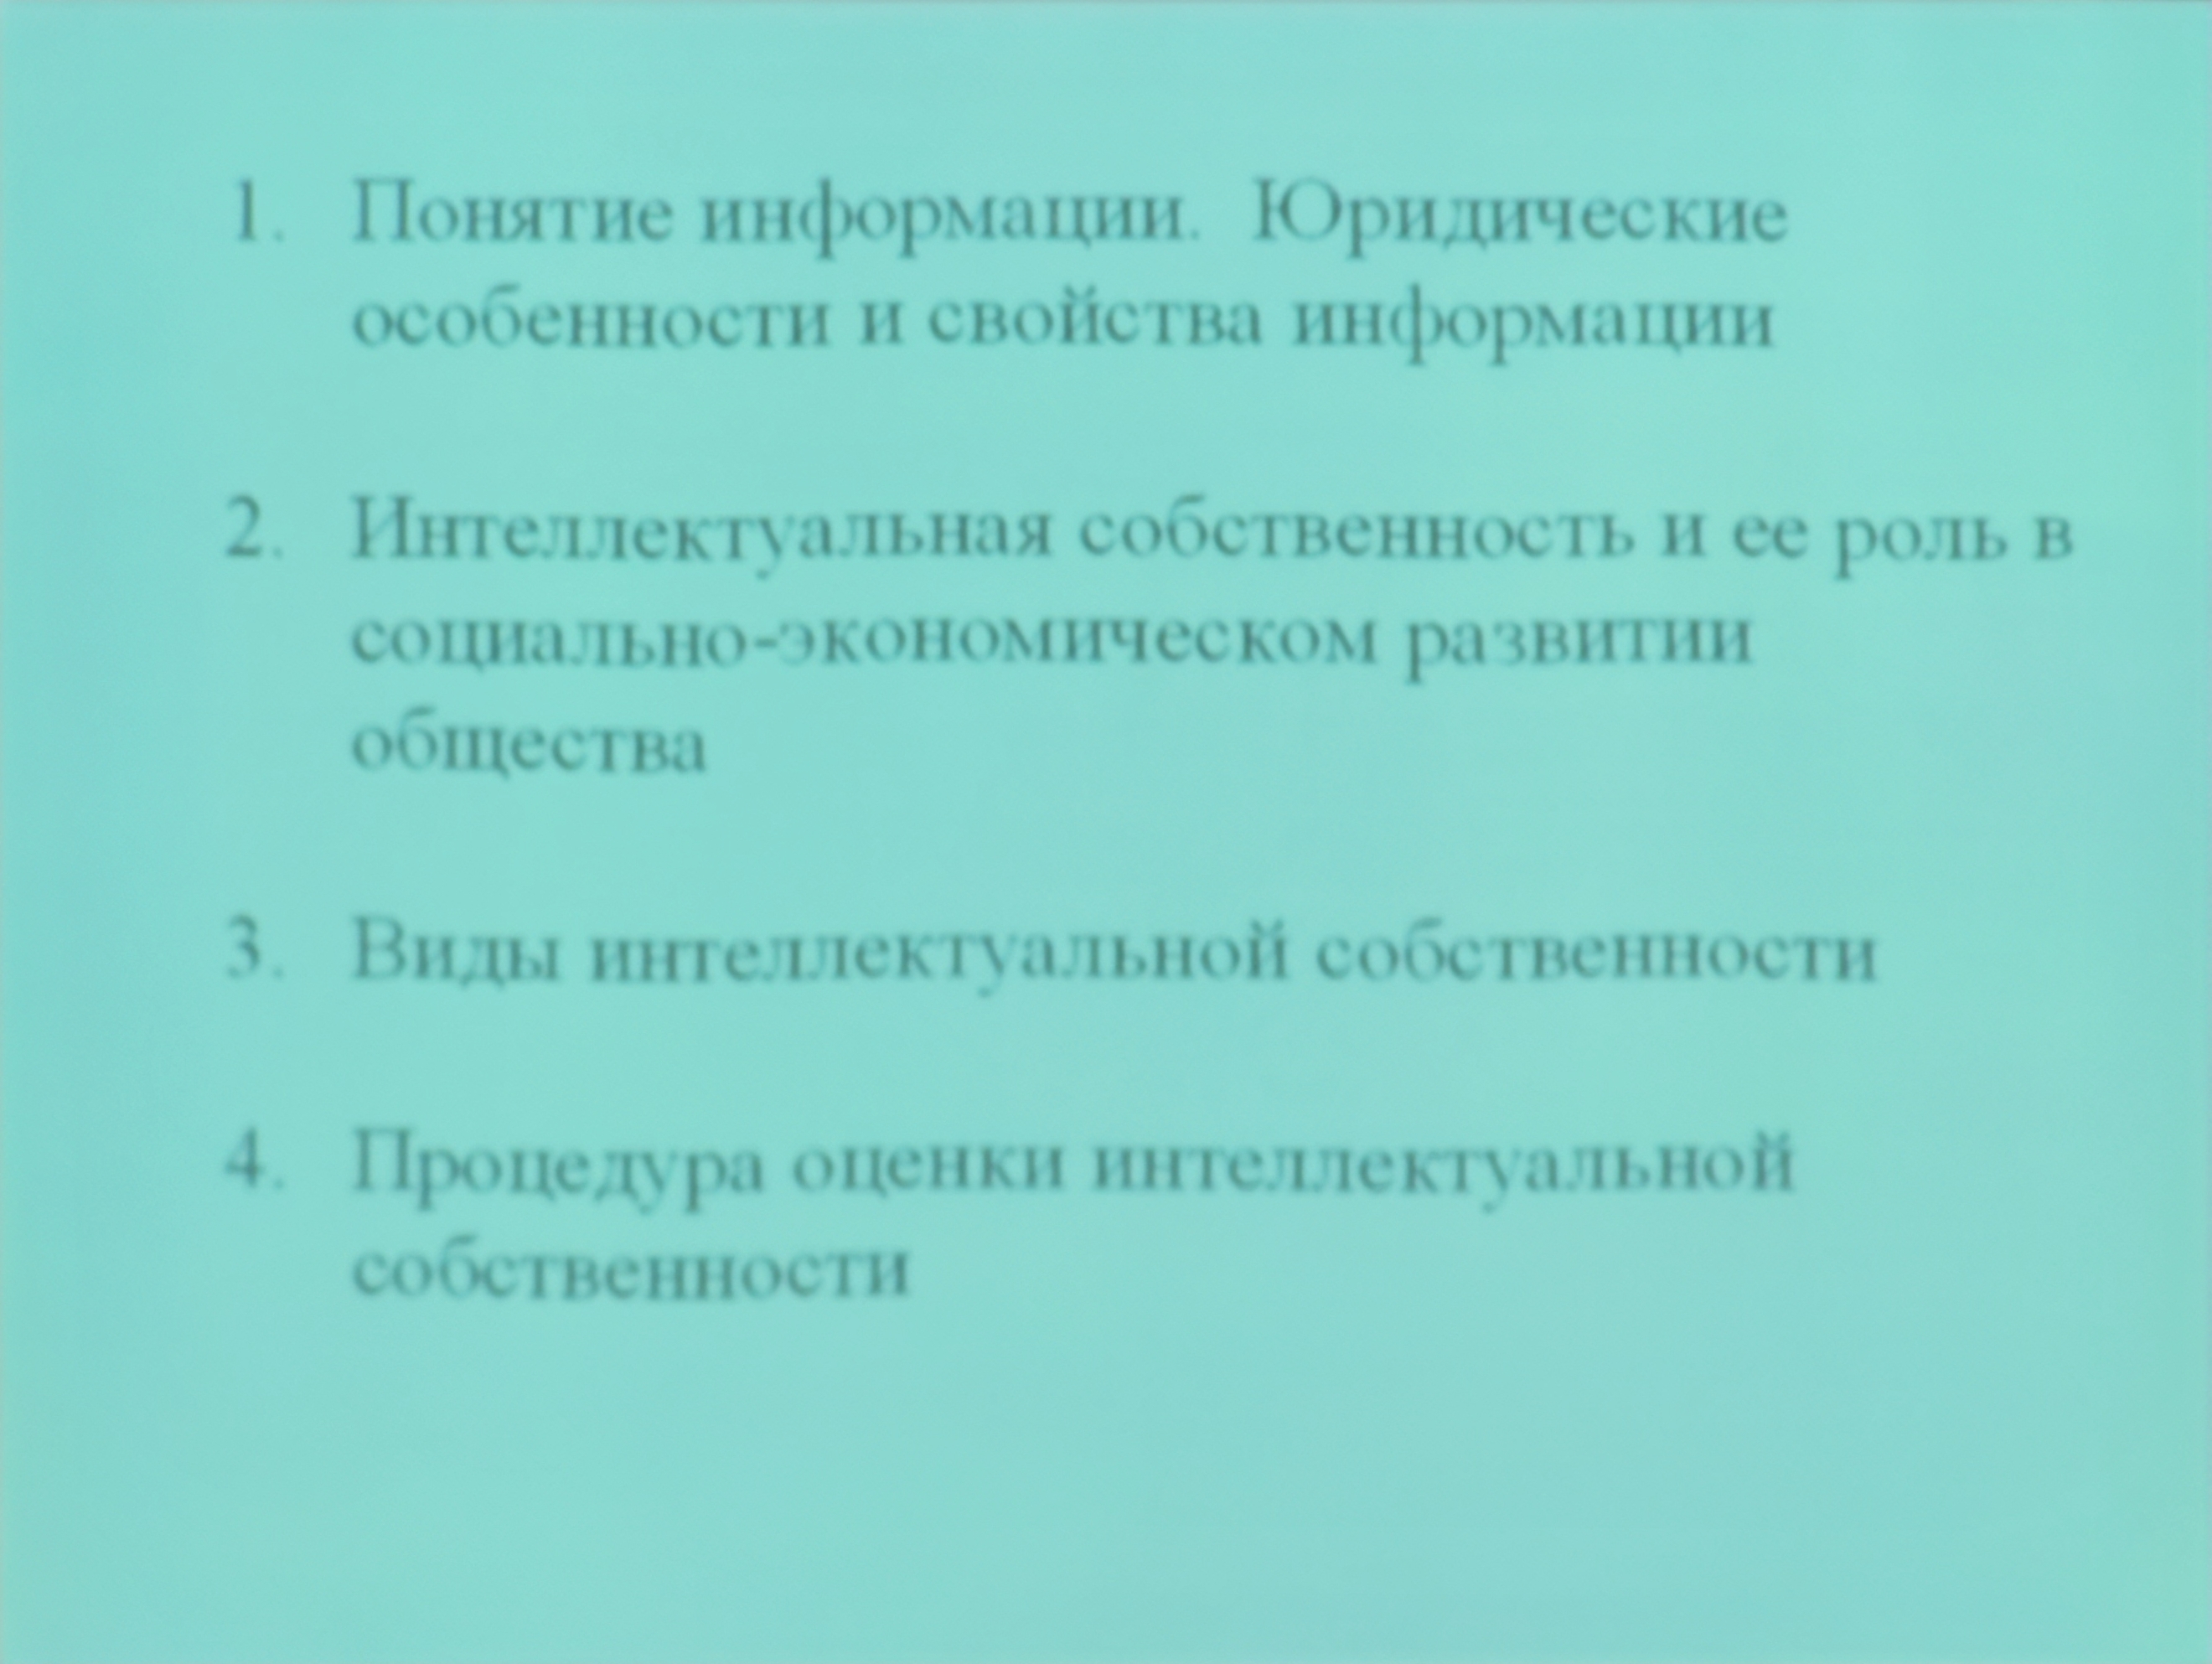 1. Понятие информации. Юридические
особенности и свойства информации
2. Интеллектуальная собственность и ее роль в
социально-экономическом развитии
общества
3. Виды интеллектуальной собственности
4. Процедура оценки интеллектуальной
собственности